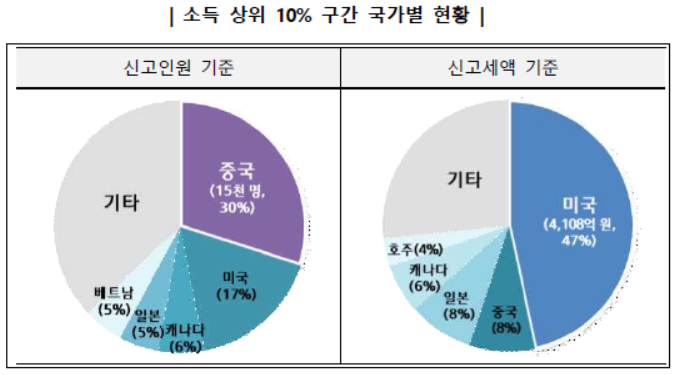 | 소득 상위 10% 구간 국가별 현황 |
신고인원 기준
신고세액 기준
중국
(15천 명,
30%)
미국
(17%)
캐나다
(6%)
일본
(5%)
베트남
(5%)
기타
미국
(4,108억 원,
47%)
중국
(8%)
일본
(8%)
캐나다
(6%)
호주(4%)
기타